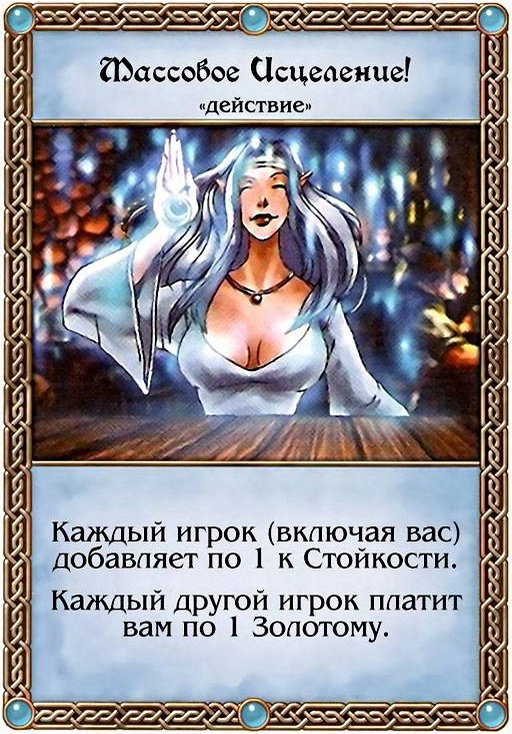 Массовое Исцеление!
«действие»
Каждый игрок (включая вас)
добавляет по 1 к Стойкости.
Каждый другой игрок платит
вам по 1 Золотому.